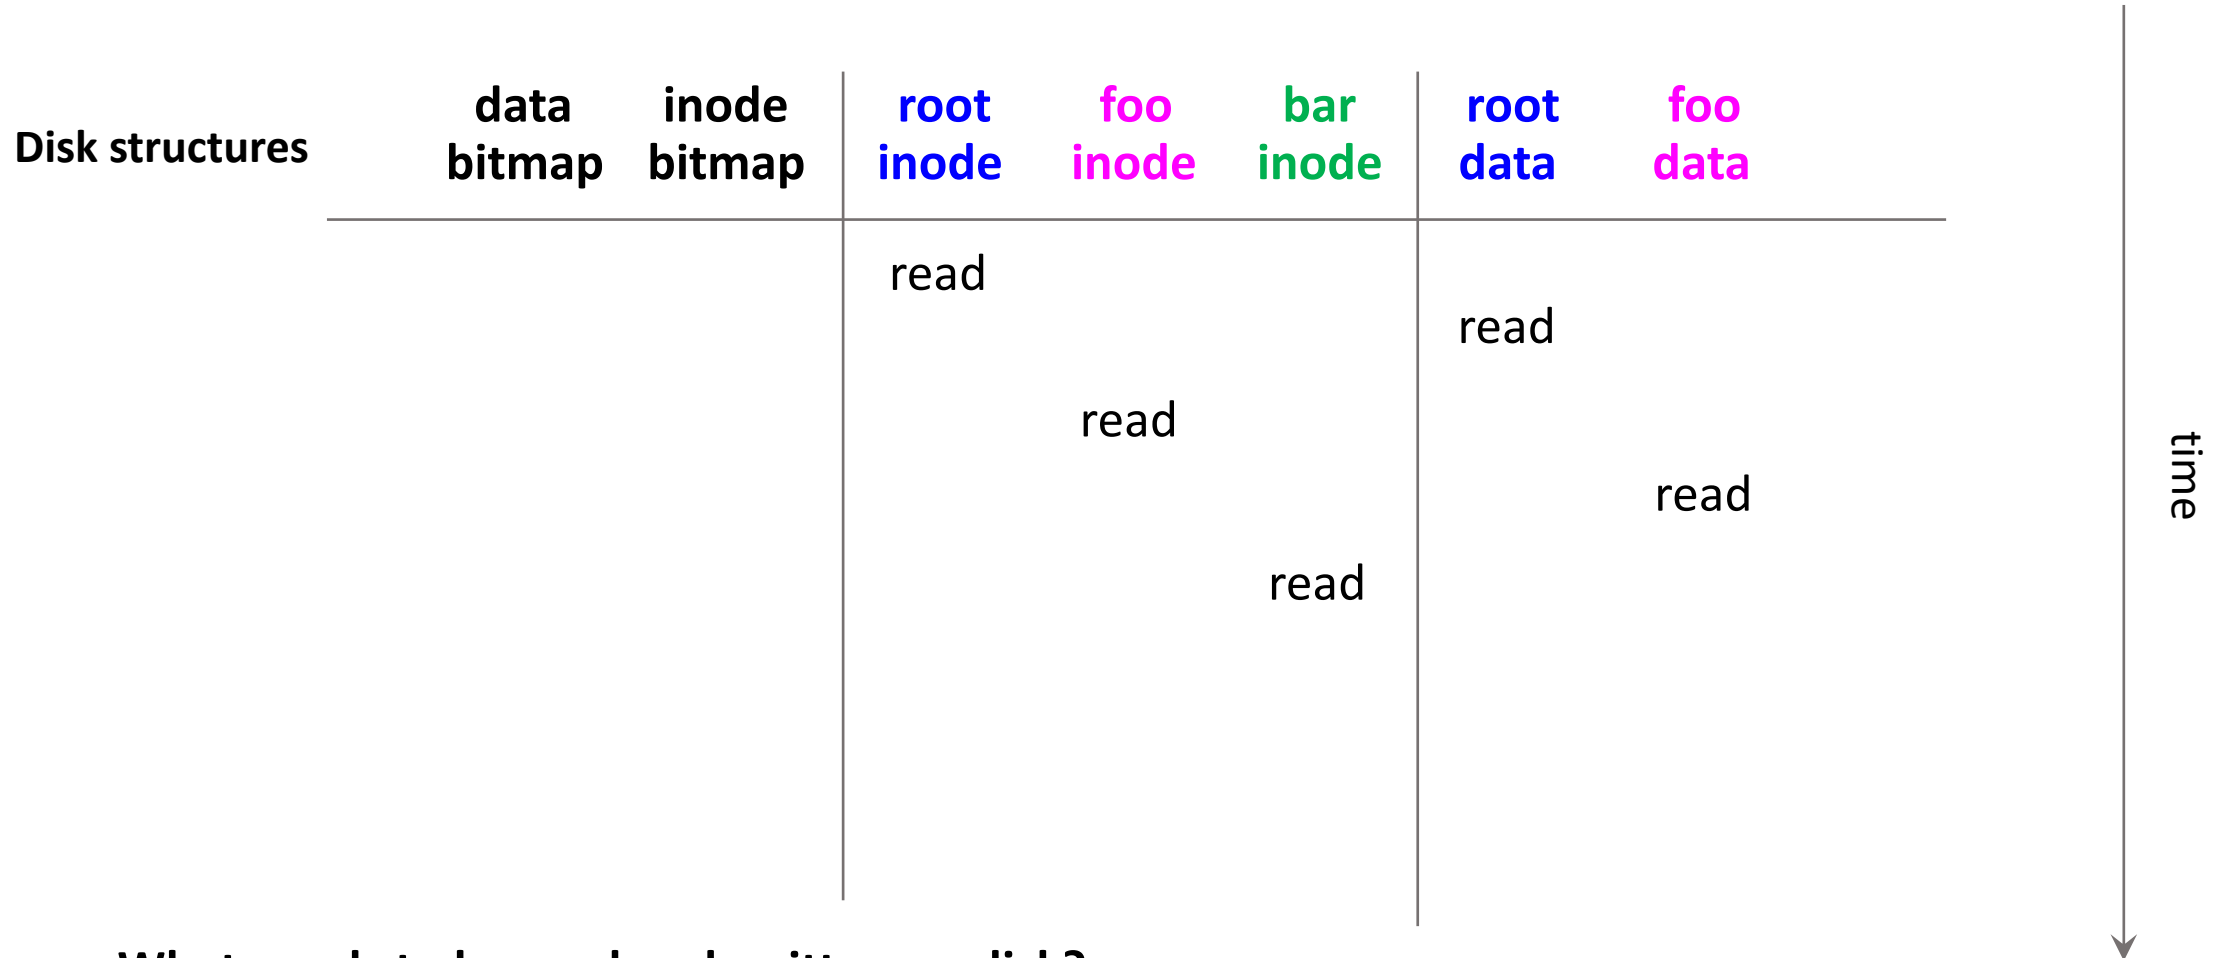 Disk structures
data bitmap
inode bitmap
root inode
foo inode
bar inode
root data
foo data
read
read
read
read
read
time